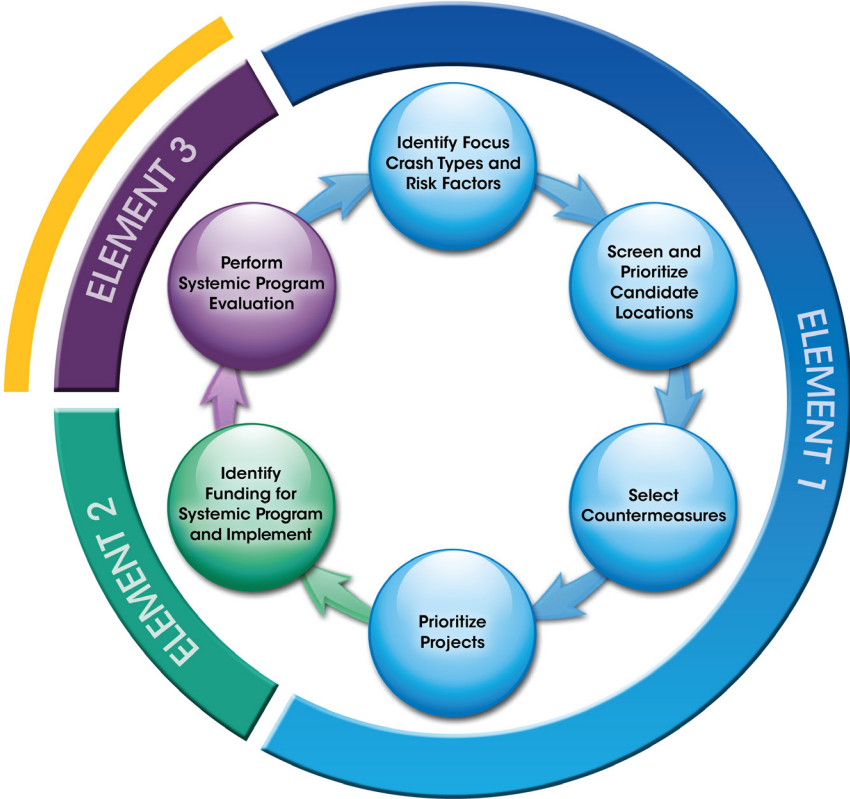 Identify Focus
Crash Types and
Risk Factors
Screen and
Prioritize
Candidate
Locations
Select
Countermeasures
Prioritize
Projects
Identify
Funding for
Systemic Program
and Implement
Perform
Systemic Program
Evaluation
ELEMENT 1
ELEMENT 2
ELEMENT 3